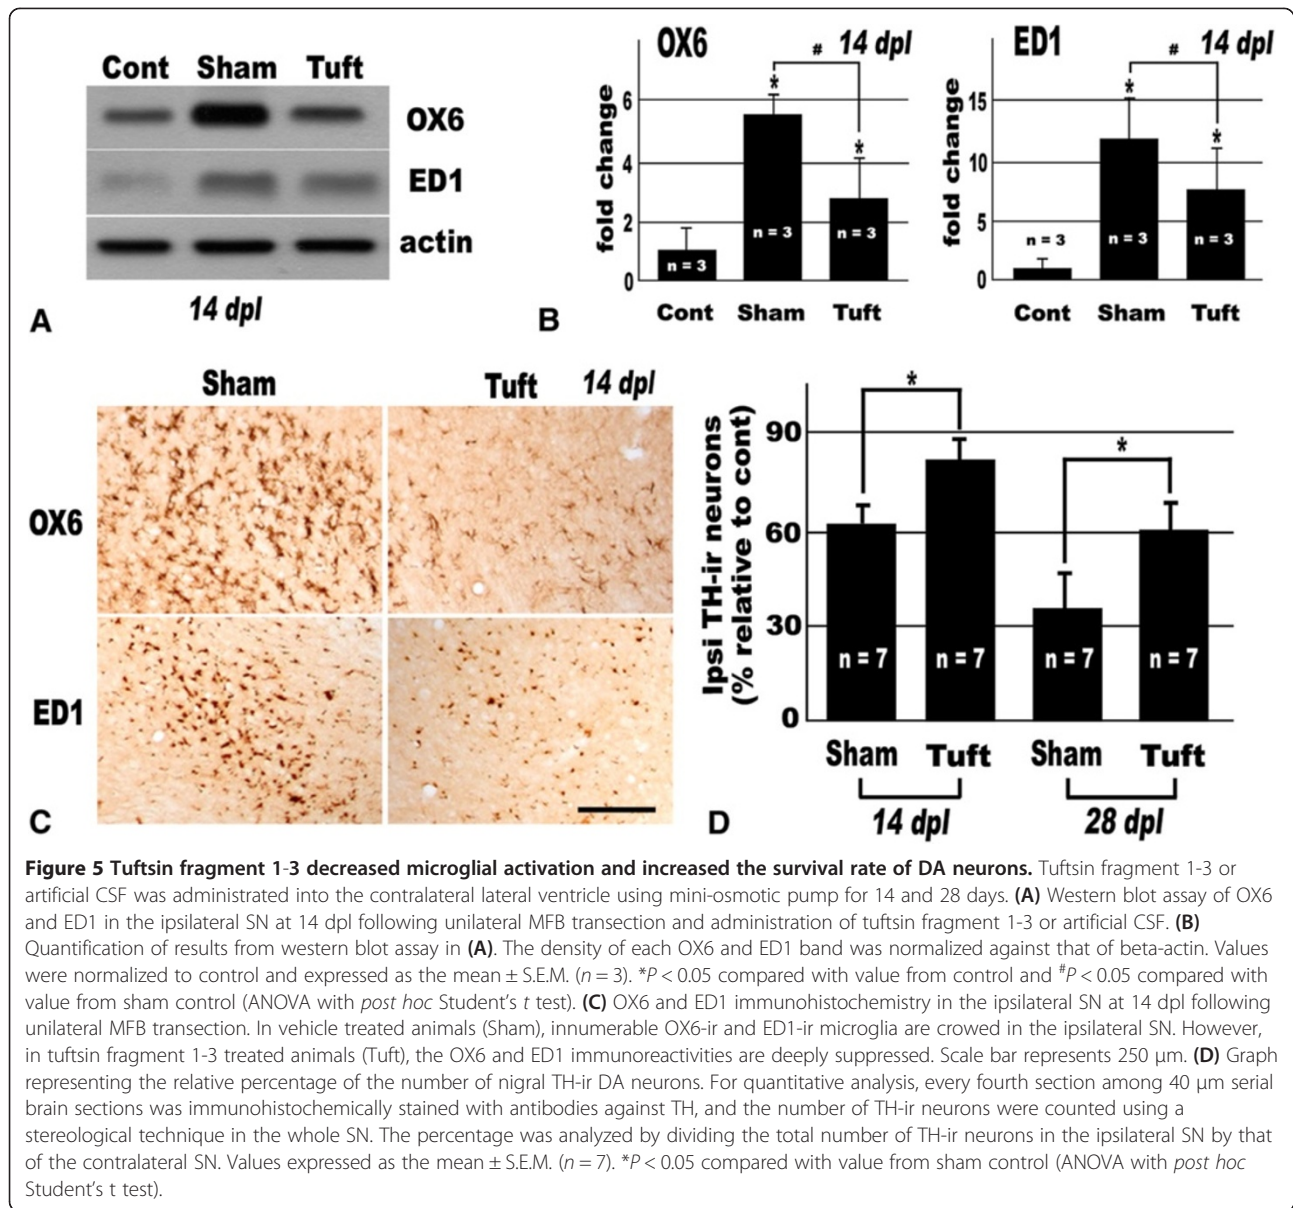 Cont Sham Tuft
OX6
ED1
actin
14 dpl
A
OX6 # 14 dpl
*
*
fold change
6
4
2
0
n = 3 n = 3 n = 3
Cont Sham Tuft
B
ED1 # 14 dpl
*
*
fold change
15
10
5
0
n = 3 n = 3 n = 3
Cont Sham Tuft
Sham Tuft 14 dpl
OX6
ED1
C
*
*
Ipsi TH-ir neurons
(% relative to cont)
90
60
30
0
n = 7 n = 7 n = 7 n = 7
Sham Tuft Sham Tuft
14 dpl 28 dpl
D
Figure 5 Tuftsin fragment 1-3 decreased microglial activation and increased the survival rate of DA neurons. Tuftsin fragment 1-3 or
artificial CSF was administrated into the contralateral lateral ventricle using mini-osmotic pump for 14 and 28 days. (A) Western blot assay of OX6
and ED1 in the ipsilateral SN at 14 dpl following unilateral MFB transection and administration of tuftsin fragment 1-3 or artificial CSF. (B)
Quantification of results from western blot assay in (A). The density of each OX6 and ED1 band was normalized against that of beta-actin. Values
were normalized to control and expressed as the mean ± S.E.M. (n = 3). *P < 0.05 compared with value from control and #P < 0.05 compared with
value from sham control (ANOVA with post hoc Student's t test). (C) OX6 and ED1 immunohistochemistry in the ipsilateral SN at 14 dpl following
unilateral MFB transection. In vehicle treated animals (Sham), innumerable OX6-ir and ED1-ir microglia are crowed in the ipsilateral SN. However,
in tuftsin fragment 1-3 treated animals (Tuft), the OX6 and ED1 immunoreactivities are deeply suppressed. Scale bar represents 250 μm. (D) Graph
representing the relative percentage of the number of nigral TH-ir DA neurons. For quantitative analysis, every fourth section among 40 μm serial
brain sections was immunohistochemically stained with antibodies against TH, and the number of TH-ir neurons were counted using a
stereological technique in the whole SN. The percentage was analyzed by dividing the total number of TH-ir neurons in the ipsilateral SN by that
of the contralateral SN. Values expressed as the mean ± S.E.M. (n = 7). *P < 0.05 compared with value from sham control (ANOVA with post hoc
Student's t test).